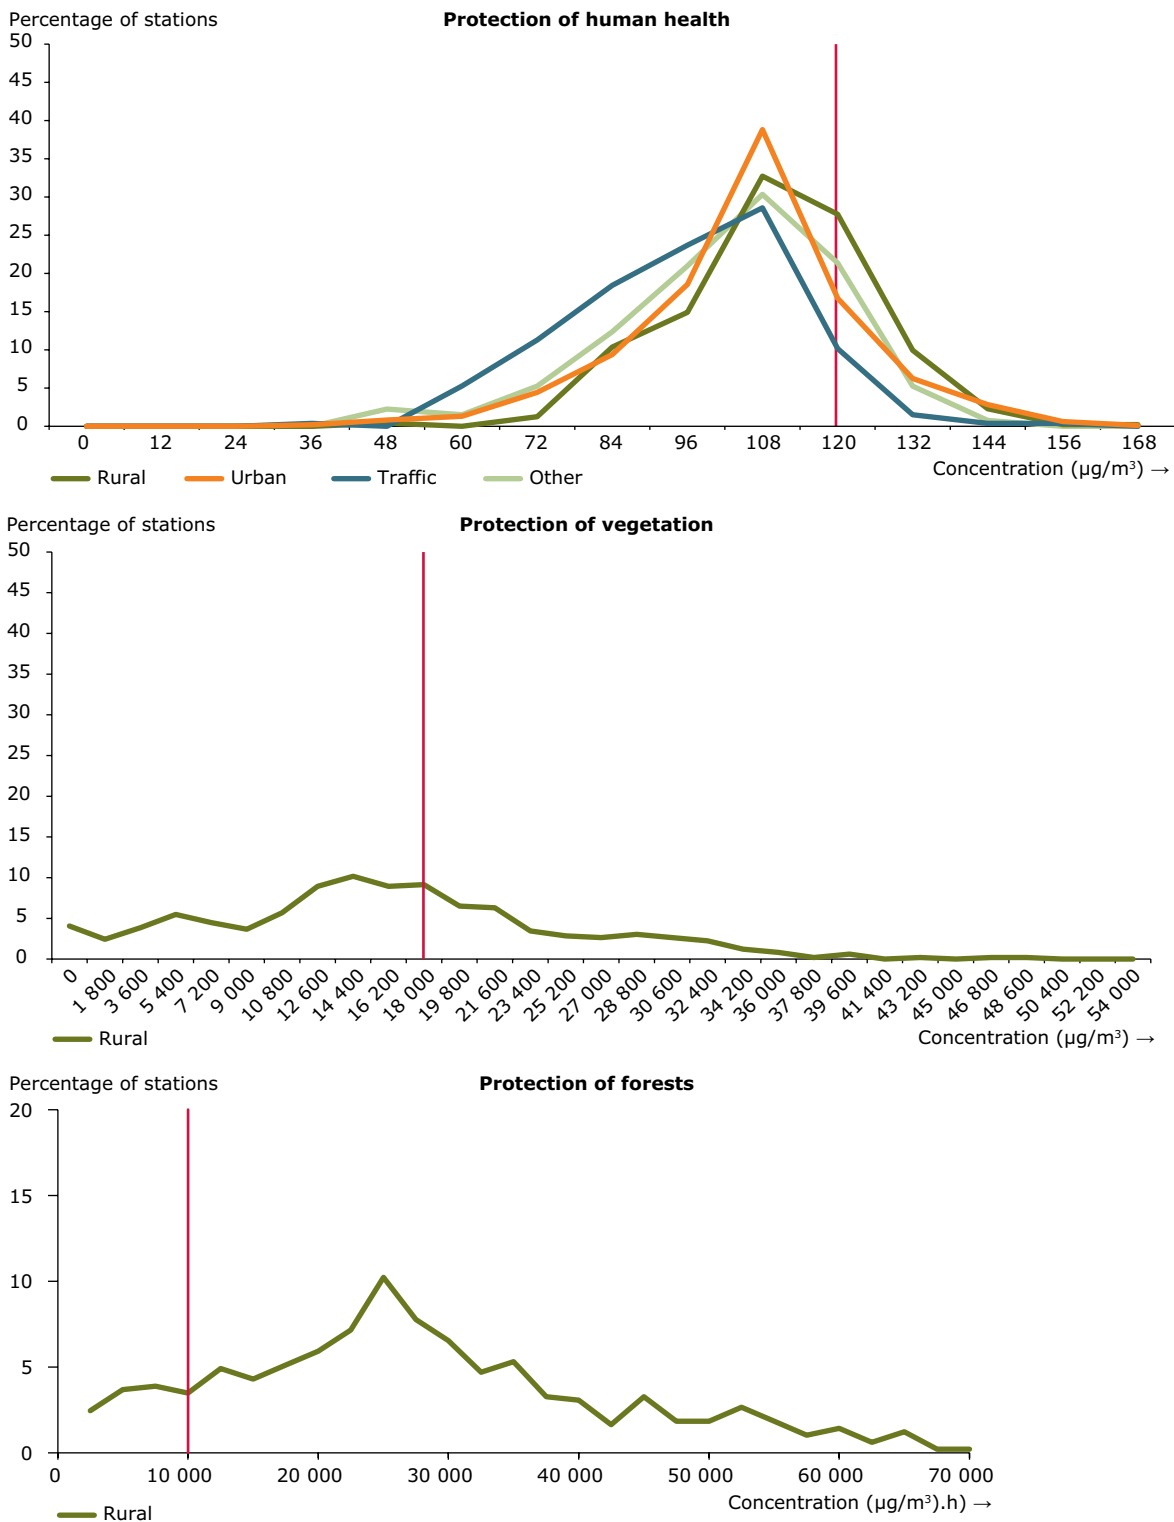 Percentage of stations
Protection of human health
50
45
40
35
30
25
20
15
10
5
0
0 12 24 36 48 60 72 84 96 108 120 132 144 156 168
Concentration (µg/m³) →
Rural Urban Traffic Other
Percentage of stations
Protection of vegetation
50
45
40
35
30
25
20
15
10
5
0
0 1 800 3 600 5 400 7 200 9 000 10 800 12 600 14 400 16 200 18 000 19 800 21 600 23 400 25 200 27 000 28 800 30 600 32 400 34 200 36 000 37 800 39 600 41 400 43 200 45 000 46 800 48 600 50 400 52 200 54 000
Concentration (µg/m³) →
Rural
Percentage of stations
Protection of forests
20
15
10
5
0
0 10 000 20 000 30 000 40 000 50 000 60 000 70 000
Concentration (µg/m³).h) →
Rural